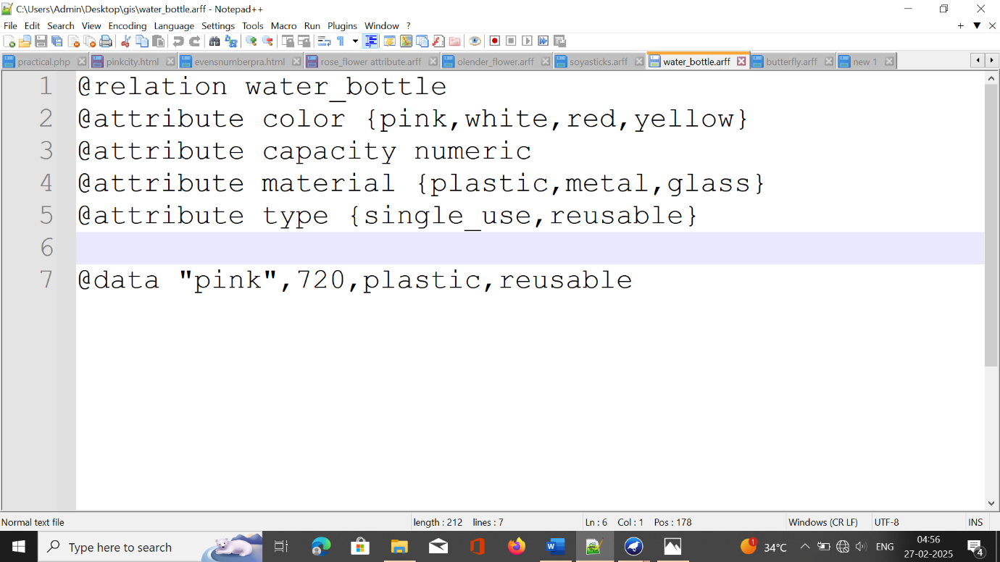 C:\Users\Admin\Desktop\gis\water_bottle.arff - Notepad++
File Edit Search View Encoding Language Settings Tools Macro Run Plugins Window ?
practical.php pinkcity.html evensnumberpra.html rose_flower attribute.arff olender_flower.arff soyasticks.arff water_bottle.arff butterfly.arff new 1
1 @relation water_bottle
2 @attribute color {pink,white,red,yellow}
3 @attribute capacity numeric
4 @attribute material {plastic,metal,glass}
5 @attribute type {single_use,reusable}
6
7 @data "pink",720,plastic,reusable
Normal text file length : 212 lines : 7 Ln : 6 Col : 1 Pos : 178 Windows (CR LF) UTF-8 INS
Type here to search 1 34°C ENG 04:56 4
27-02-2025